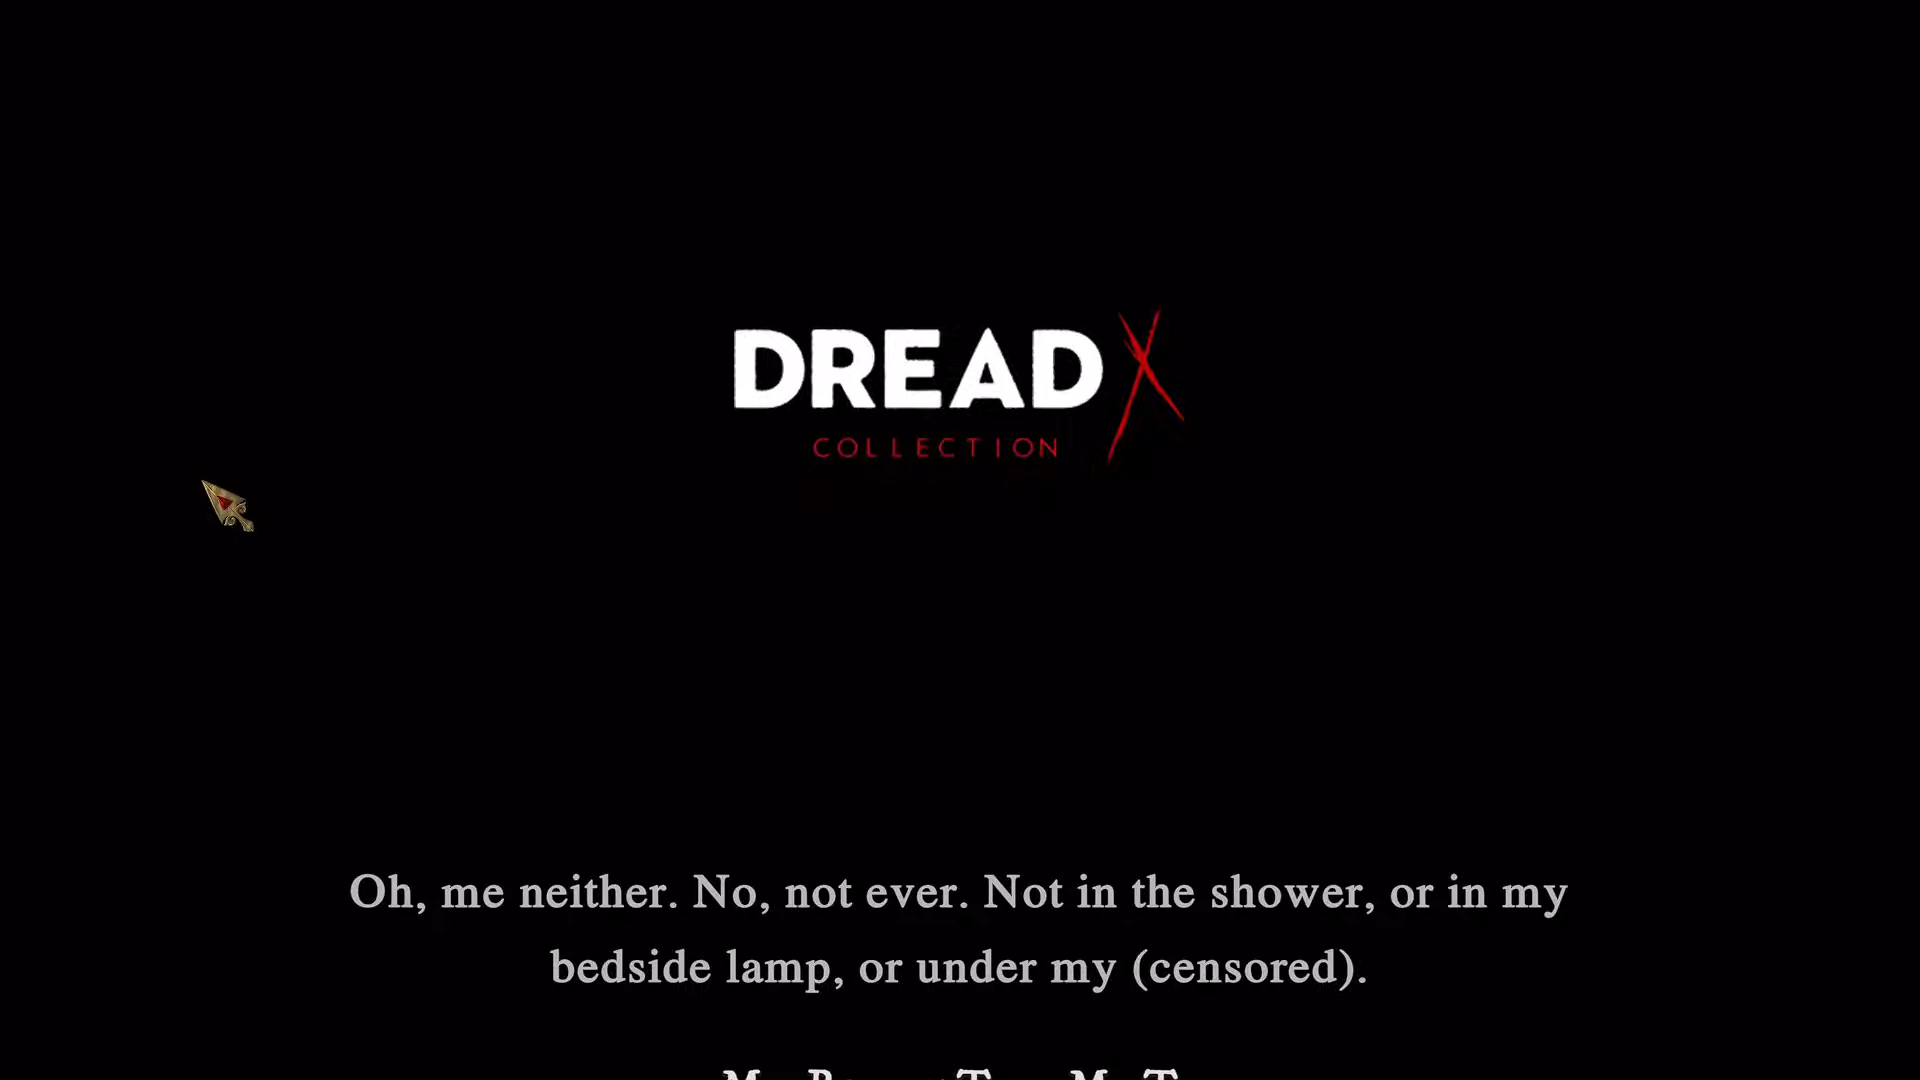 DREAD X
COLLECTION
Oh, me neither. No, not ever. Not in the shower, or in my
bedside lamp, or under my (censored).